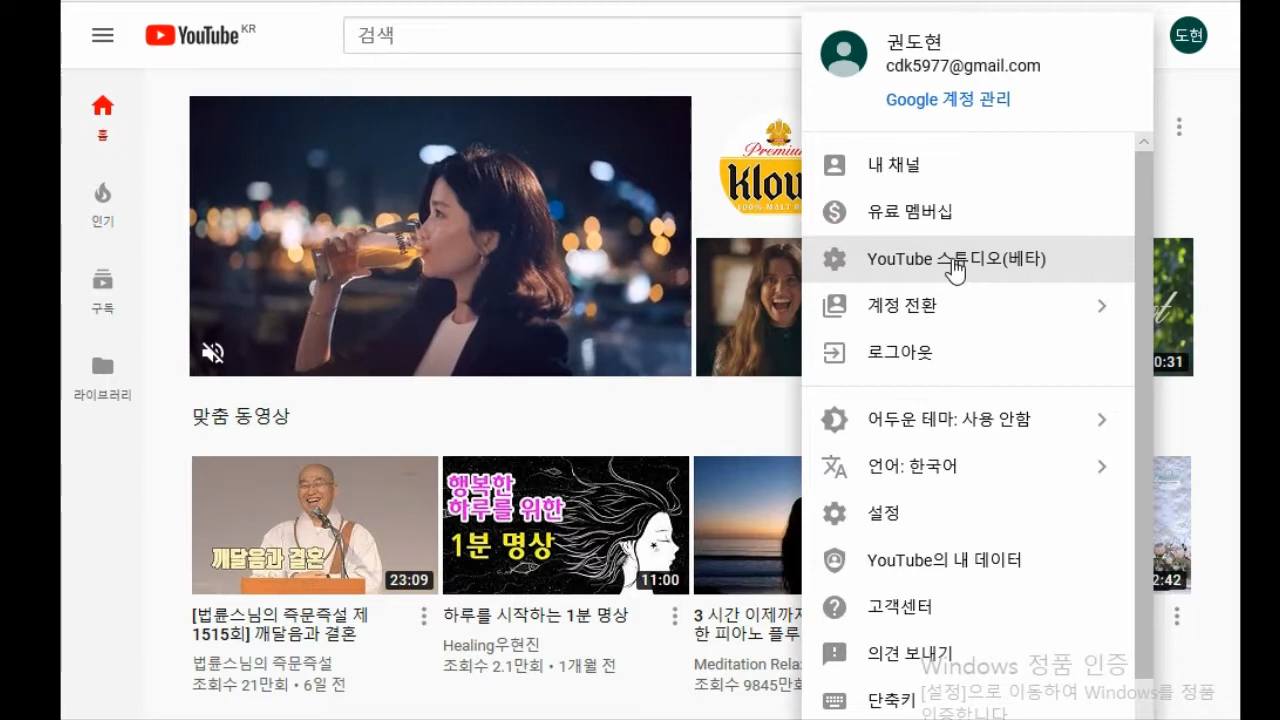 YouTube KR
검색
도현
권도현
cdk5977@gmail.com
Google 계정 관리
홈
인기
구독
라이브러리
Premium
100% MALT
내 채널
유료 멤버십
YouTube 스튜디오(베타)
계정 전환
로그아웃
어두운 테마: 사용 안함
언어: 한국어
설정
YouTube의 내 데이터
고객센터
의견 보내기
단축키
0:31
맞춤 동영상
깨달음과 결혼
23:09
행복한
하루를 위한
1분 명상
11:00
2:42
[법륜스님의 즉문즉설 제
1515회] 깨달음과 결혼
법륜스님의 즉문즉설
조회수 21만회 • 6일 전
하루를 시작하는 1분 명상
Healing우현진
조회수 2.1만회 • 1개월 전
3 시간 이제까지
한 피아노 플루
Meditation Rela
조회수 9845만회
Windows 정품 인증
[설정]으로 이동하여 Windows를 정품
인증합니다